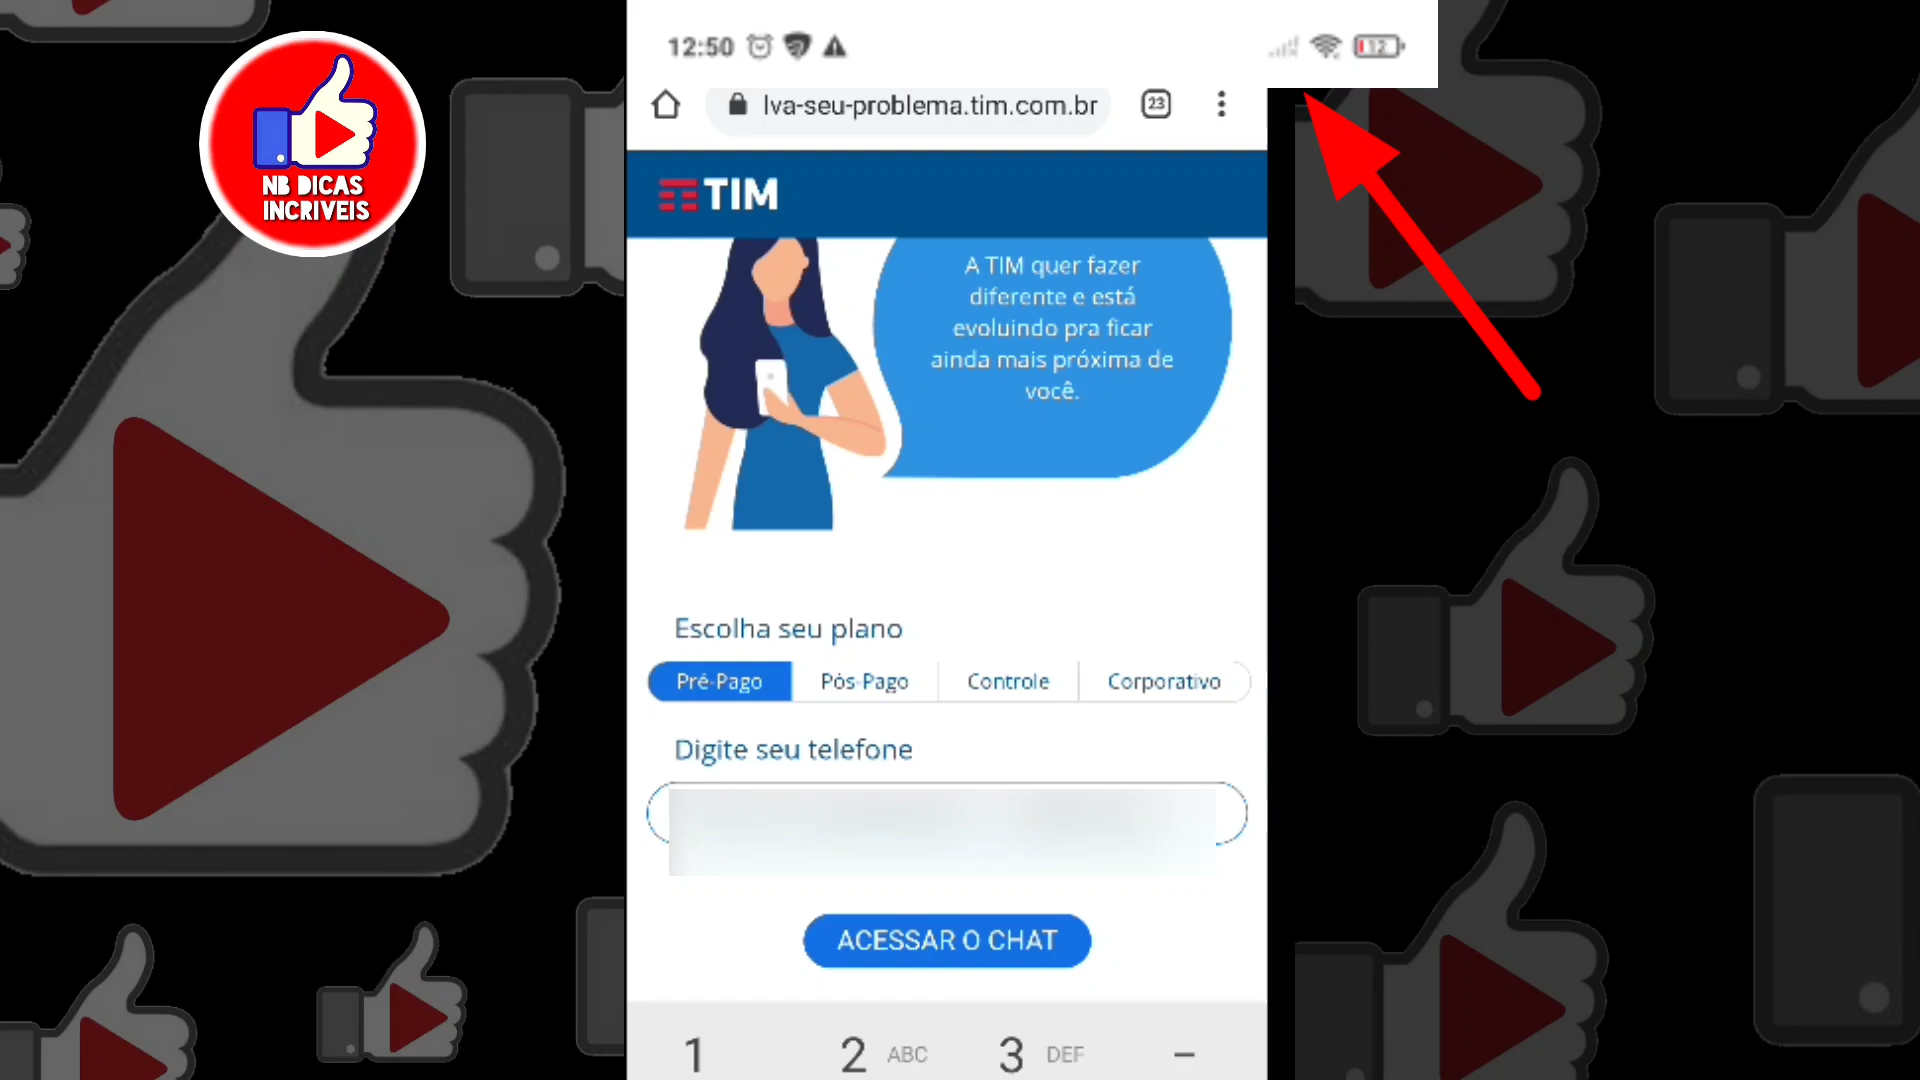 NB DICAS
INCRIVEIS
12:50
12
lva-seu-problema.tim.com.br
23
TIM
A TIM quer fazer
diferente e está
evoluindo pra ficar
ainda mais próxima de
você.
Escolha seu plano
Pré-Pago Pós-Pago Controle Corporativo
Digite seu telefone
ACESSAR O CHAT
1 2 ABC 3 DEF –